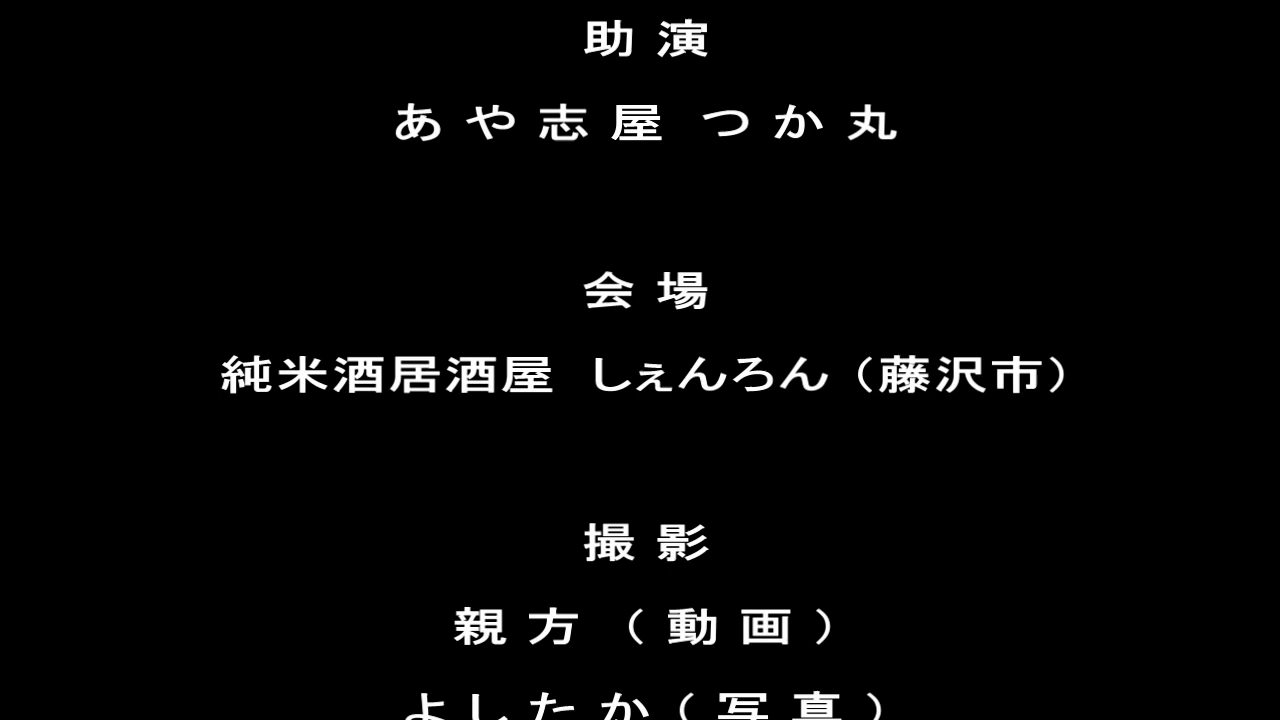 助演
あや志屋 つか丸
会場
純米酒居酒屋 しぇんろん（藤沢市）
撮影
親方（動画）
よしたか（写真）